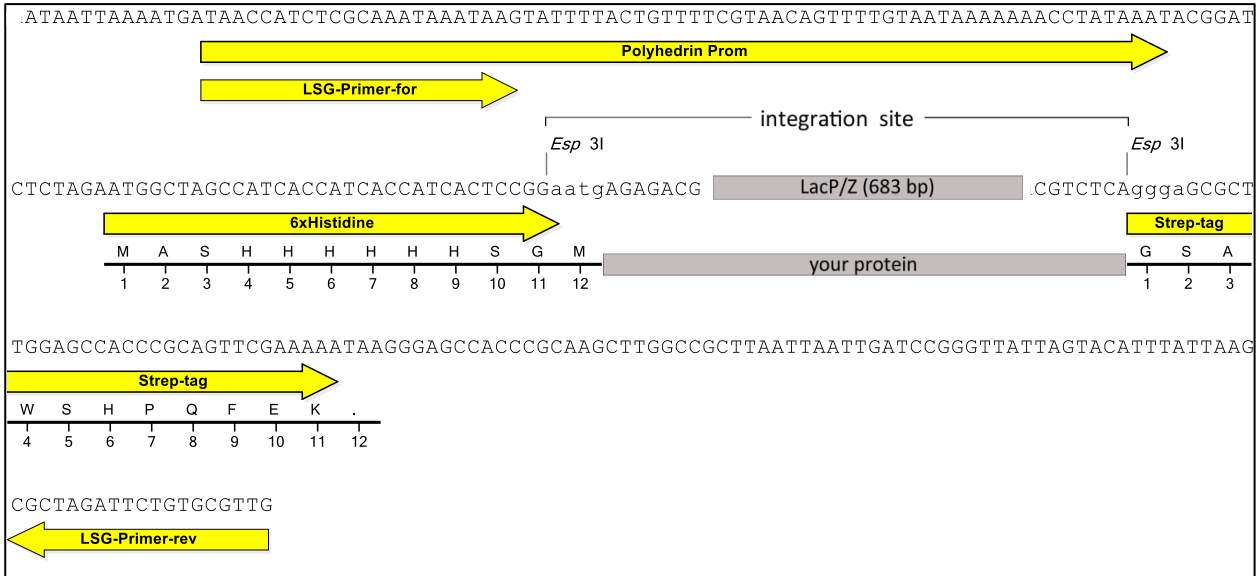 ATAATTAAAATGATAACCATCTCGCAAATAAATAAGTATTTTACTGTTTTCGTAACAGTTTTGTAATAAAAAAACCTATAAATACGGAT
Polyhedrin Prom
LSG-Primer-for
integration site
Esp 3I Esp 3I
CTCTAGAATGGCTAGCCATCACCATCACCATCACTCCGGaatgAGAGACG LacP/Z (683 bp) CGTCTCAgggaGCGCT
6xHistidine Strep-tag
M A S H H H H H H S G M your protein G S A
1 2 3 4 5 6 7 8 9 10 11 12 1 2 3
TGGAGCCACCCGCAGTTCGAAAAATAAGGGAGCCACCCGCAAGCTTGGCCGCTTAATTAATTGATCCGGGTTATTAGTACATTTATTAAG
Strep-tag
W S H P Q F E K .
4 5 6 7 8 9 10 11 12
CGCTAGATTCTGTGCGTTG
LSG-Primer-rev